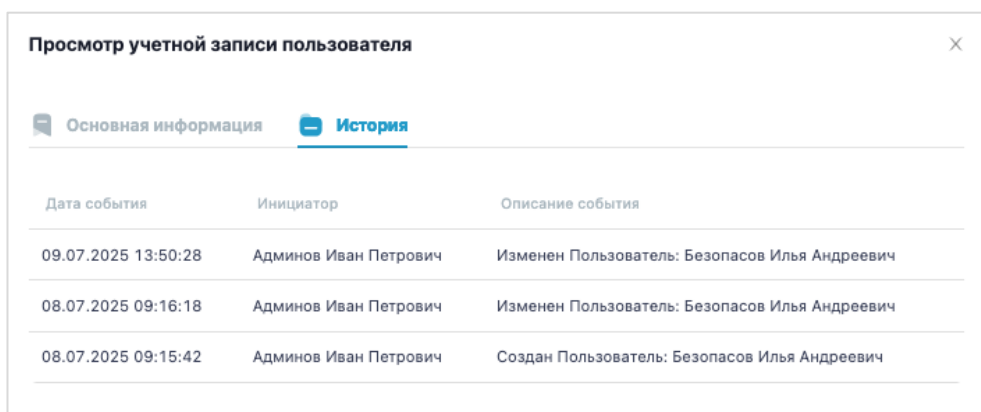 Просмотр учетной записи пользователя
Основная информация История
Дата события Инициатор Описание события
09.07.2025 13:50:28 Админов Иван Петрович Изменен Пользователь: Безопасов Илья Андреевич
08.07.2025 09:16:18 Админов Иван Петрович Изменен Пользователь: Безопасов Илья Андреевич
08.07.2025 09:15:42 Админов Иван Петрович Создан Пользователь: Безопасов Илья Андреевич